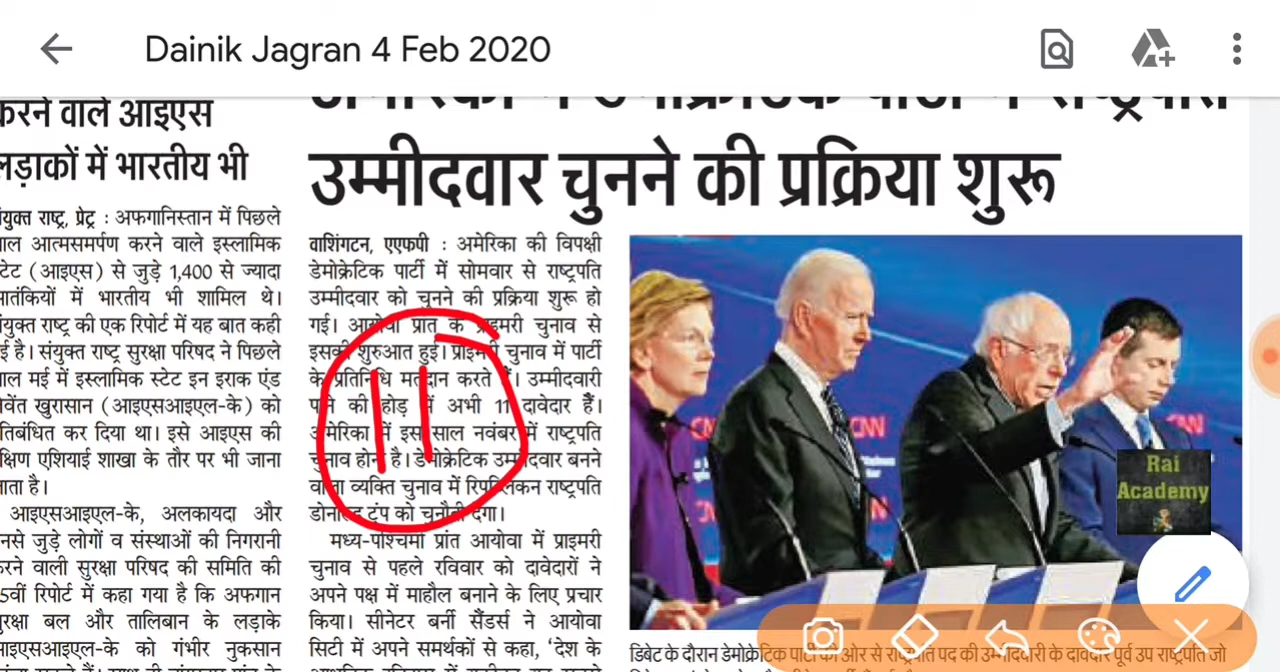 Dainik Jagran 4 Feb 2020
करने वाले आइएस
लड़ाकों में भारतीय भी
संयुक्त राष्ट्र, प्रेट्र : अफगानिस्तान में पिछले
साल आत्मसमर्पण करने वाले इस्लामिक
स्टेट (आइएस) से जुड़े 1,400 से ज्यादा
आतंकियों में भारतीय भी शामिल थे।
संयुक्त राष्ट्र की एक रिपोर्ट में यह बात कही
गई है। संयुक्त राष्ट्र सुरक्षा परिषद ने पिछले
साल मई में इस्लामिक स्टेट इन इराक एंड
लेवेंत खुरासान (आइएसआइएल-के) को
प्रतिबंधित कर दिया था। इसे आइएस की
दक्षिण एशियाई शाखा के तौर पर भी जाना
जाता है।
आइएसआइएल-के, अलकायदा और
उनसे जुड़े लोगों व संस्थाओं की निगरानी
करने वाली सुरक्षा परिषद की समिति की
रिपोर्ट में कहा गया है कि अफगान
सुरक्षा बल और तालिबान के लड़ाके
आइएसआइएल-के को गंभीर नुकसान
अमेरिका में डेमोक्रेटिक पार्टी में राष्ट्रपति
उम्मीदवार चुनने की प्रक्रिया शुरू
वाशिंगटन, एएफपी : अमेरिका की विपक्षी
डेमोक्रेटिक पार्टी में सोमवार से राष्ट्रपति
उम्मीदवार को चुनने की प्रक्रिया शुरू हो
गई। आयोवा प्रांत के प्राइमरी चुनाव से
इसकी शुरुआत हुई। प्राइमरी चुनाव में पार्टी
के प्रतिनिधि मतदान करते हैं। उम्मीदवारी
पाने की होड़ में अभी 11 दावेदार हैं।
अमेरिका में इस साल नवंबर में राष्ट्रपति
चुनाव होना है। डेमोक्रेटिक उम्मीदवार बनने
वाला व्यक्ति चुनाव में रिपब्लिकन राष्ट्रपति
डोनाल्ड ट्रंप को चुनौती देगा।
मध्य-पश्चिमी प्रांत आयोवा में प्राइमरी
चुनाव से पहले रविवार को दावेदारों ने
अपने पक्ष में माहौल बनाने के लिए प्रचार
किया। सीनेटर बर्नी सैंडर्स ने आयोवा
सिटी में अपने समर्थकों से कहा, ‘देश के
11
CNN
CNN
Rai
Academy
डिबेट के दौरान डेमोक्रेटिक पार्टी की ओर से राष्ट्रपति पद की उम्मीदवारी के दावेदार पूर्व उप राष्ट्रपति जो